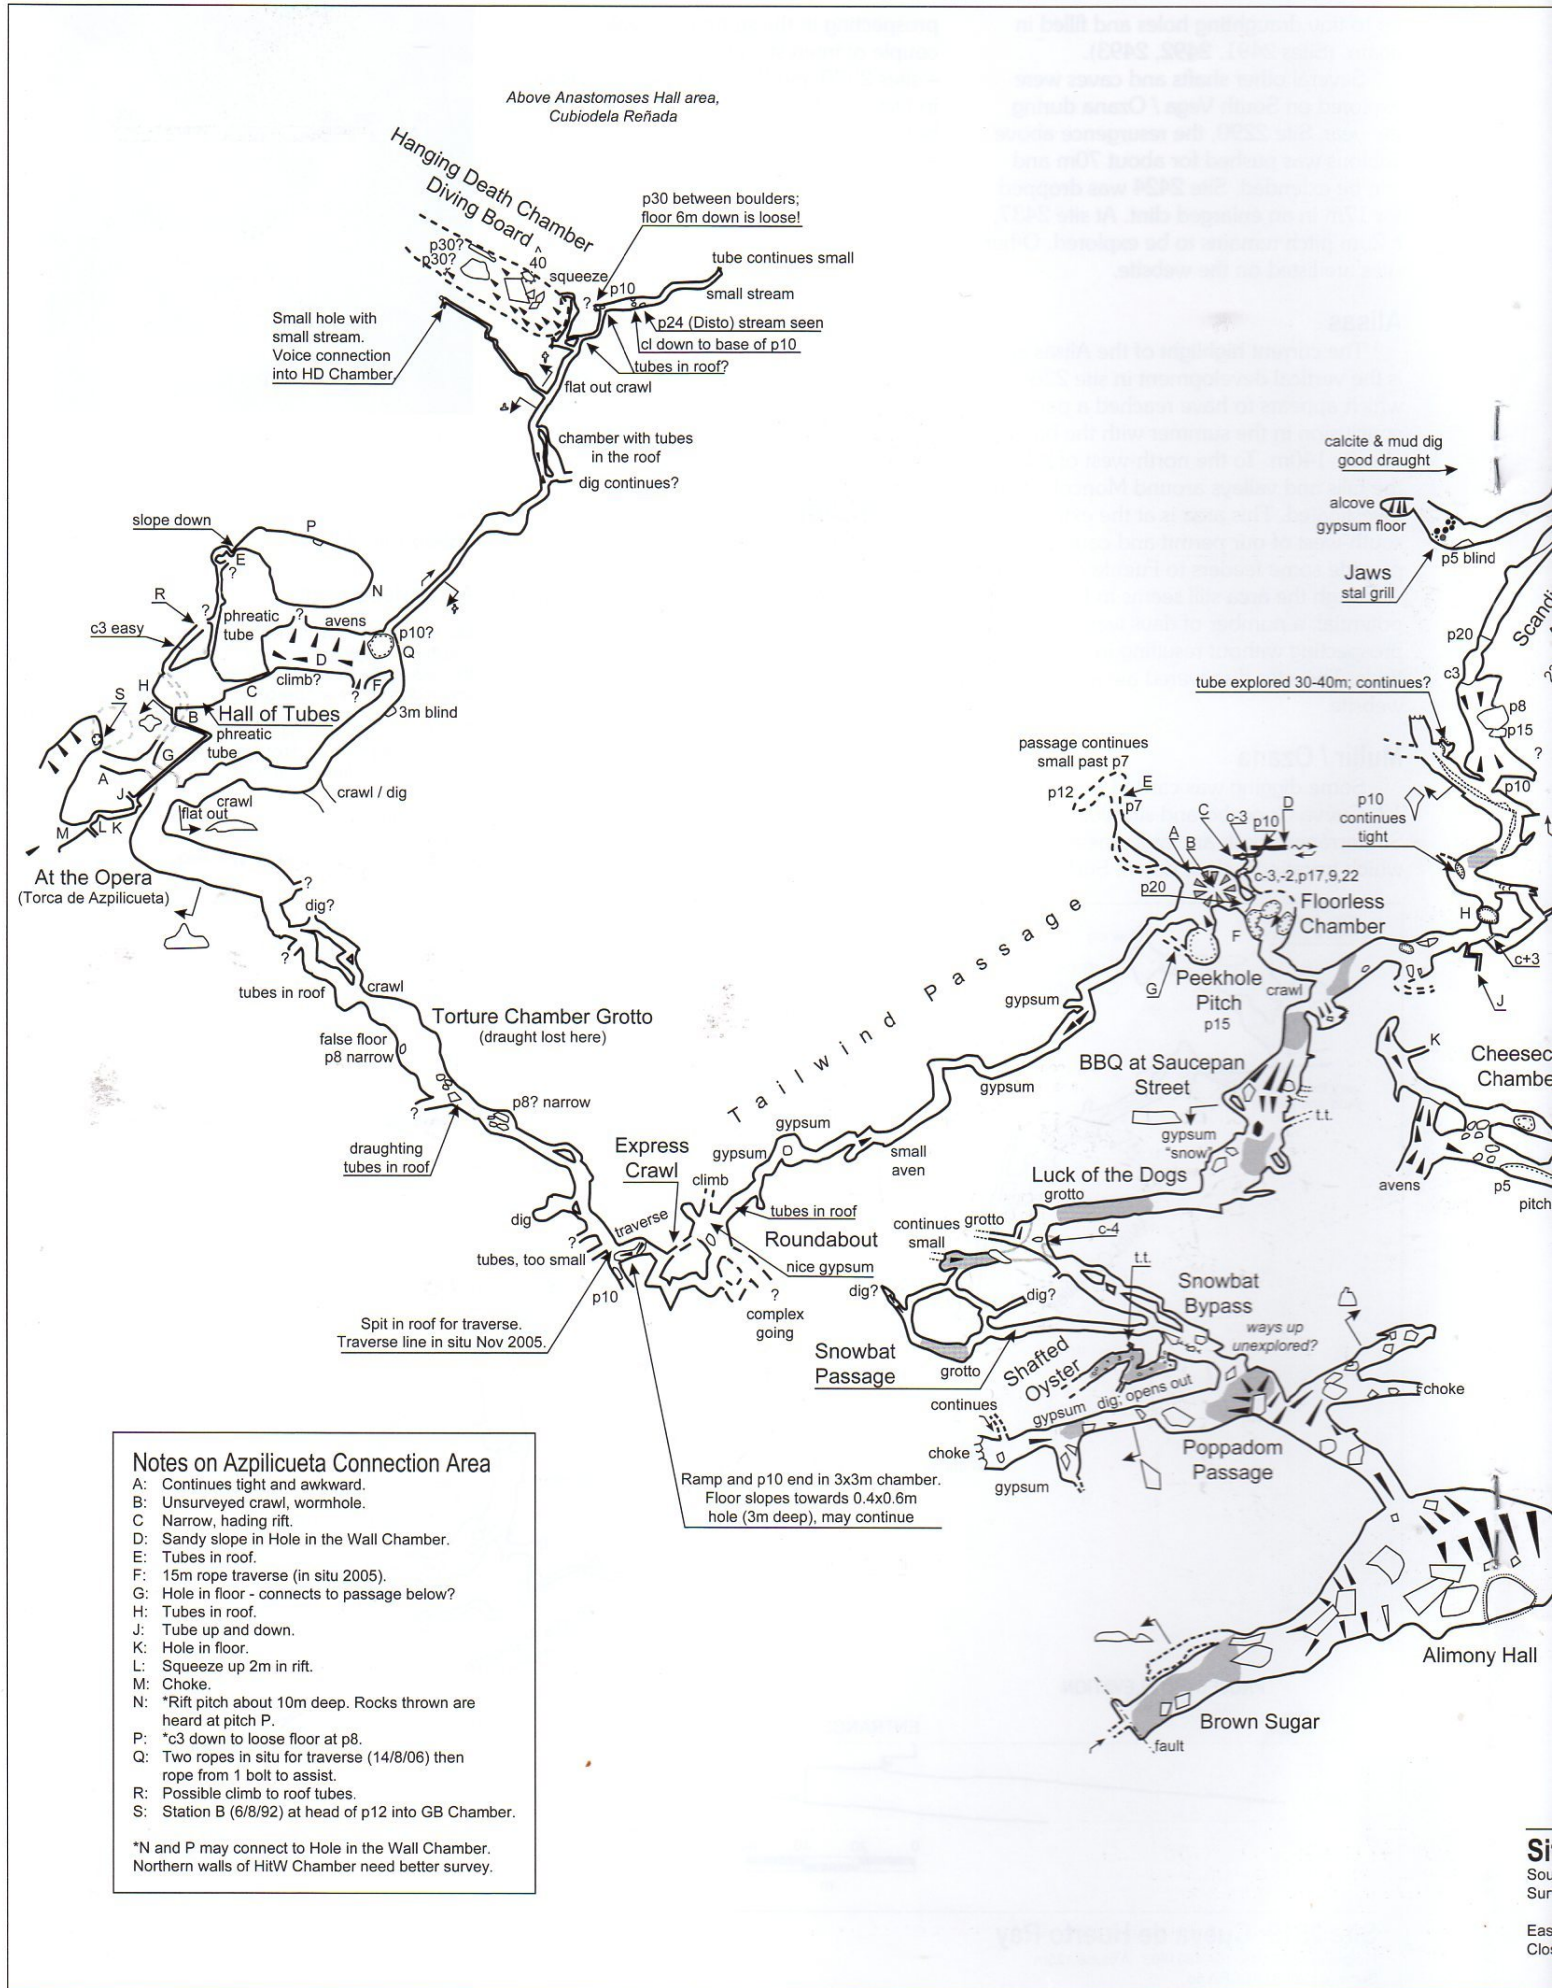 Above Anastomoses Hall area,
Cubiodela Reñada
Hanging Death Chamber
Diving Board
^
40
p30?
p30?
squeeze
p30 between boulders;
floor 6m down is loose!
tube continues small
p10
?
small stream
p24 (Disto) stream seen
cl down to base of p10
tubes in roof?
flat out crawl
Small hole with
small stream.
Voice connection
into HD Chamber.
chamber with tubes
in the roof
dig continues?
slope down
P
E
?
N
R
?
phreatic
tube
?
avens
p10?
Q
c3 easy
D
climb?
F
?
H
C
S
B
Hall of Tubes
3m blind
phreatic
tube
G
A
J
crawl
crawl / dig
flat out
M
L
K
At the Opera
(Torca de Azpilicueta)
?
dig?
?
tubes in roof
crawl
Torture Chamber Grotto
(draught lost here)
false floor
p8 narrow
?
p8? narrow
draughting
tubes in roof
Express
Crawl
dig
traverse
?
tubes, too small
p10
climb
gypsum
gypsum
small
aven
gypsum
gypsum
Tailwind Passage
tubes in roof
Roundabout
nice gypsum
?
complex
going
Spit in roof for traverse.
Traverse line in situ Nov 2005.
Ramp and p10 end in 3x3m chamber.
Floor slopes towards 0.4x0.6m
hole (3m deep), may continue
calcite & mud dig
good draught
alcove
gypsum floor
p5 blind
Jaws
stal grill
p20
Scandi
c3
tube explored 30-40m; continues?
p8
p15
?
p10
passage continues
small past p7
p12
E
p7
C
c-3
p10
D
A
B
p10
continues
tight
p20
c-3,-2,p17,9,22
Floorless
Chamber
F
H
c+3
G
Peekhole
Pitch
p15
crawl
J
BBQ at Saucepan
Street
K
Cheesec
Chambe
gypsum
"snow"
t.t.
avens
p5
pitch
Luck of the Dogs
grotto
continues
small
grotto
c-4
t.t.
dig?
dig?
Snowbat
Bypass
ways up
unexplored?
Snowbat
Passage
grotto
Shafted
Oyster
continues
gypsum
dig; opens out
choke
choke
gypsum
Poppadom
Passage
Alimony Hall
Brown Sugar
fault
Notes on Azpilicueta Connection Area
A: Continues tight and awkward.
B: Unsurveyed crawl, wormhole.
C Narrow, hading rift.
D: Sandy slope in Hole in the Wall Chamber.
E: Tubes in roof.
F: 15m rope traverse (in situ 2005).
G: Hole in floor - connects to passage below?
H: Tubes in roof.
J: Tube up and down.
K: Hole in floor.
L: Squeeze up 2m in rift.
M: Choke.
N: *Rift pitch about 10m deep. Rocks thrown are
heard at pitch P.
P: *c3 down to loose floor at p8.
Q: Two ropes in situ for traverse (14/8/06) then
rope from 1 bolt to assist.
R: Possible climb to roof tubes.
S: Station B (6/8/92) at head of p12 into GB Chamber.
*N and P may connect to Hole in the Wall Chamber.
Northern walls of HitW Chamber need better survey.
Sou
Sur
Eas
Clos